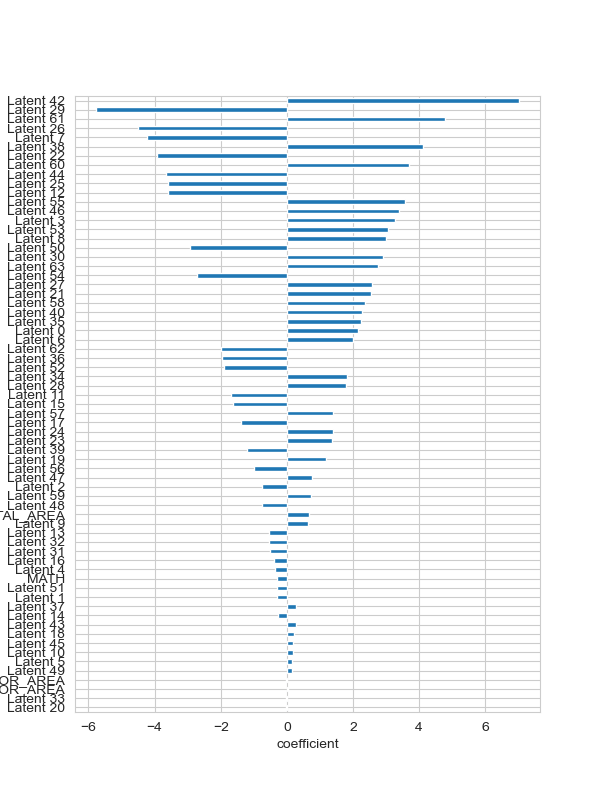 Latent 42
Latent 29
Latent 61
Latent 26
Latent 7
Latent 38
Latent 22
Latent 60
Latent 44
Latent 25
Latent 12
Latent 55
Latent 46
Latent 3
Latent 53
Latent 8
Latent 50
Latent 30
Latent 63
Latent 54
Latent 27
Latent 21
Latent 58
Latent 40
Latent 35
Latent 0
Latent 6
Latent 62
Latent 36
Latent 52
Latent 34
Latent 28
Latent 11
Latent 15
Latent 57
Latent 17
Latent 24
Latent 23
Latent 39
Latent 19
Latent 56
Latent 47
Latent 2
Latent 59
Latent 48
TAL_AREA
Latent 9
Latent 13
Latent 32
Latent 31
Latent 16
Latent 4
MATH
Latent 51
Latent 1
Latent 37
Latent 14
Latent 43
Latent 18
Latent 45
Latent 10
Latent 5
Latent 49
OR_AREA
OR_AREA
Latent 33
Latent 20
−6 −4 −2 0 2 4 6
coefficient